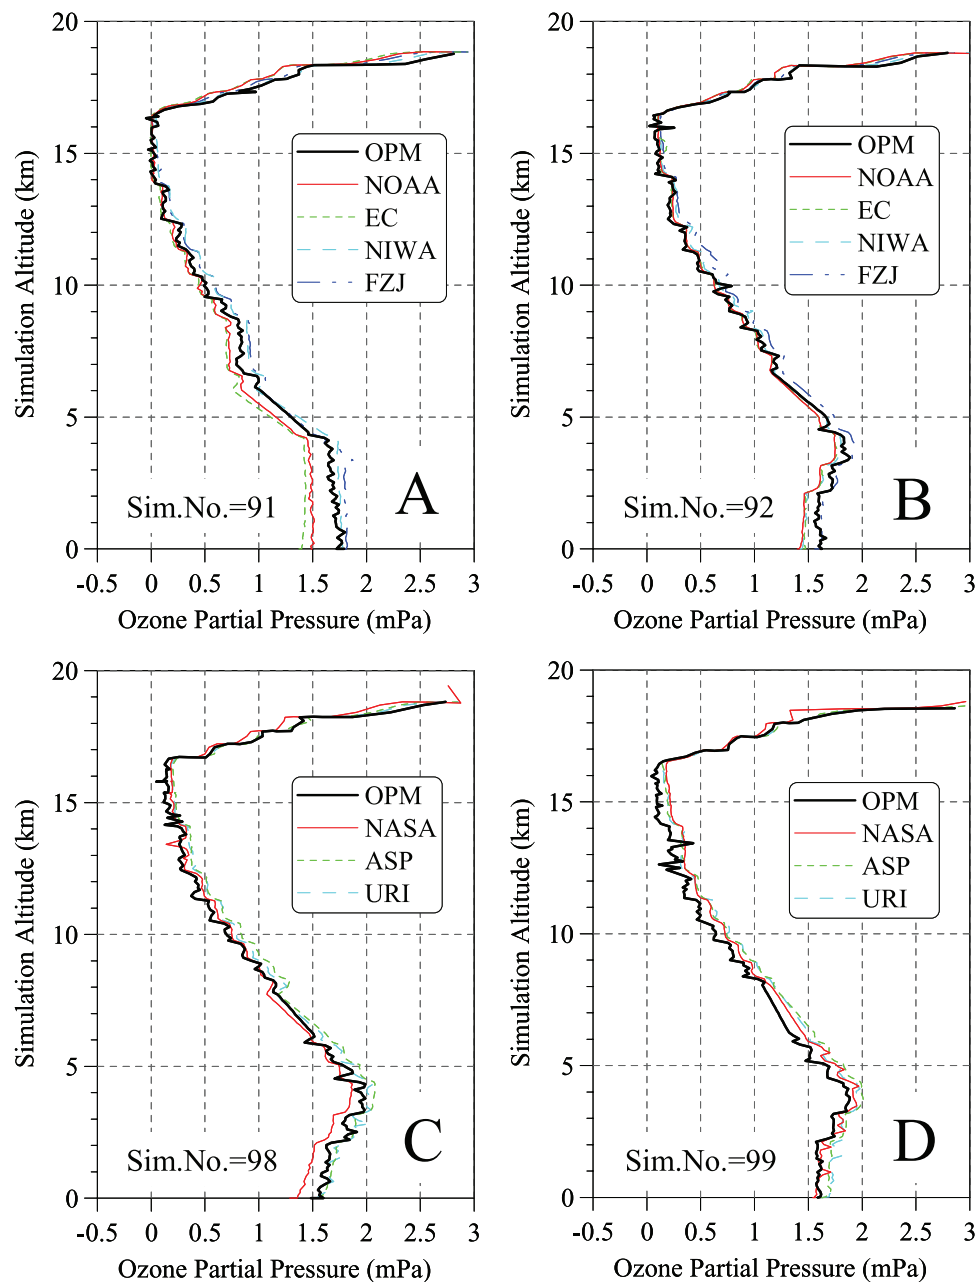 20
15
10
5
0
Simulation Altitude (km)
OPM
NOAA
EC
NIWA
FZJ
Sim.No.=91
A
-0.5 0 0.5 1 1.5 2 2.5 3
Ozone Partial Pressure (mPa)
20
15
10
5
0
Simulation Altitude (km)
OPM
NOAA
EC
NIWA
FZJ
Sim.No.=92
B
-0.5 0 0.5 1 1.5 2 2.5 3
Ozone Partial Pressure (mPa)
20
15
10
5
0
Simulation Altitude (km)
OPM
NASA
ASP
URI
Sim.No.=98
C
-0.5 0 0.5 1 1.5 2 2.5 3
Ozone Partial Pressure (mPa)
20
15
10
5
0
Simulation Altitude (km)
OPM
NASA
ASP
URI
Sim.No.=99
D
-0.5 0 0.5 1 1.5 2 2.5 3
Ozone Partial Pressure (mPa)